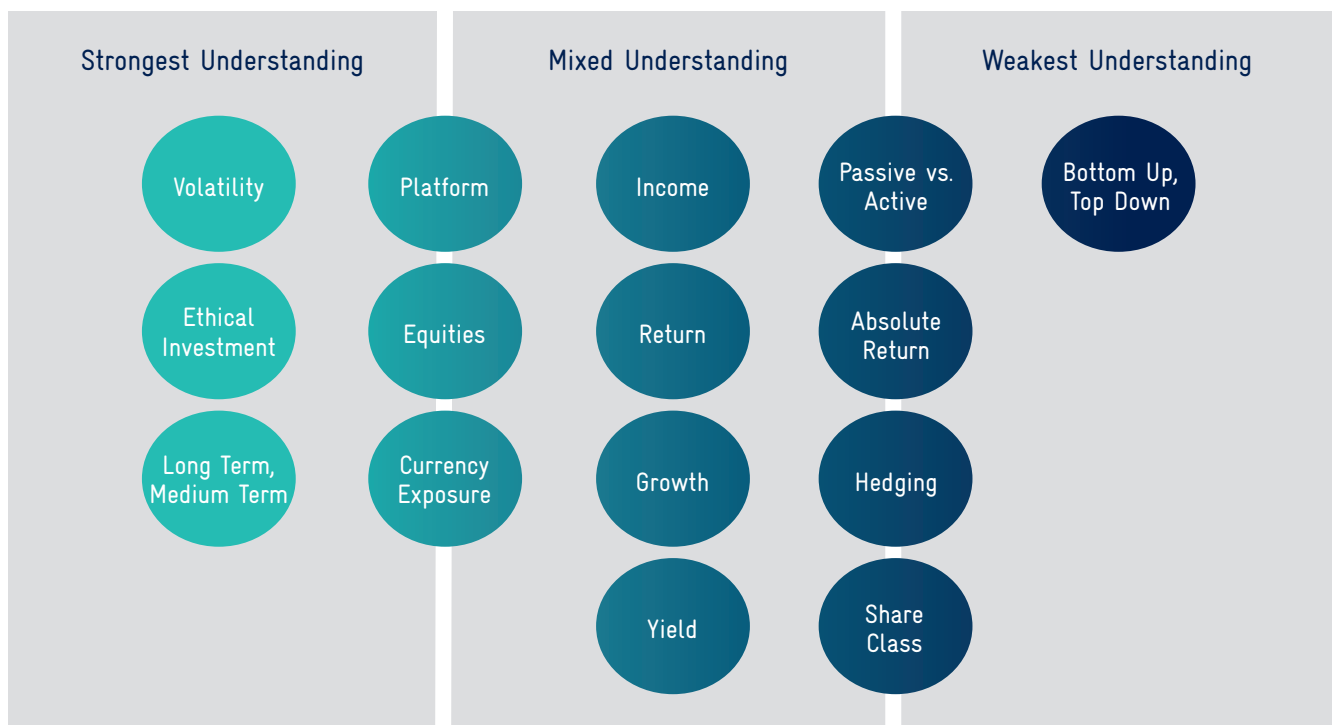 Strongest Understanding
Mixed Understanding
Weakest Understanding
Volatility
Platform
Income
Passive vs.
Active
Bottom Up,
Top Down
Ethical
Investment
Equities
Return
Absolute
Return
Long Term,
Medium Term
Currency
Exposure
Growth
Hedging
Yield
Share
Class